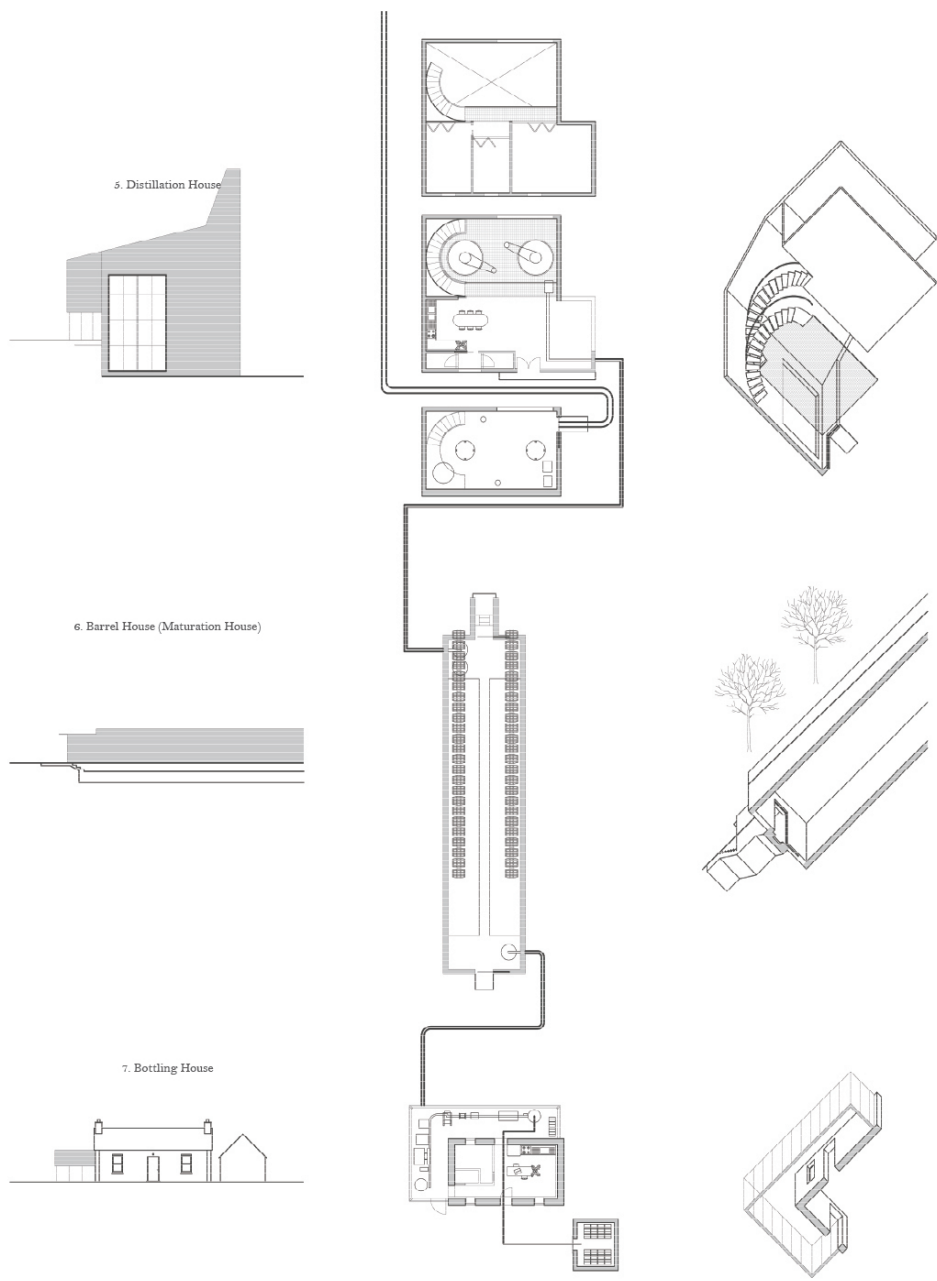 5. Distillation House
6. Barrel House (Maturation House)
7. Bottling House